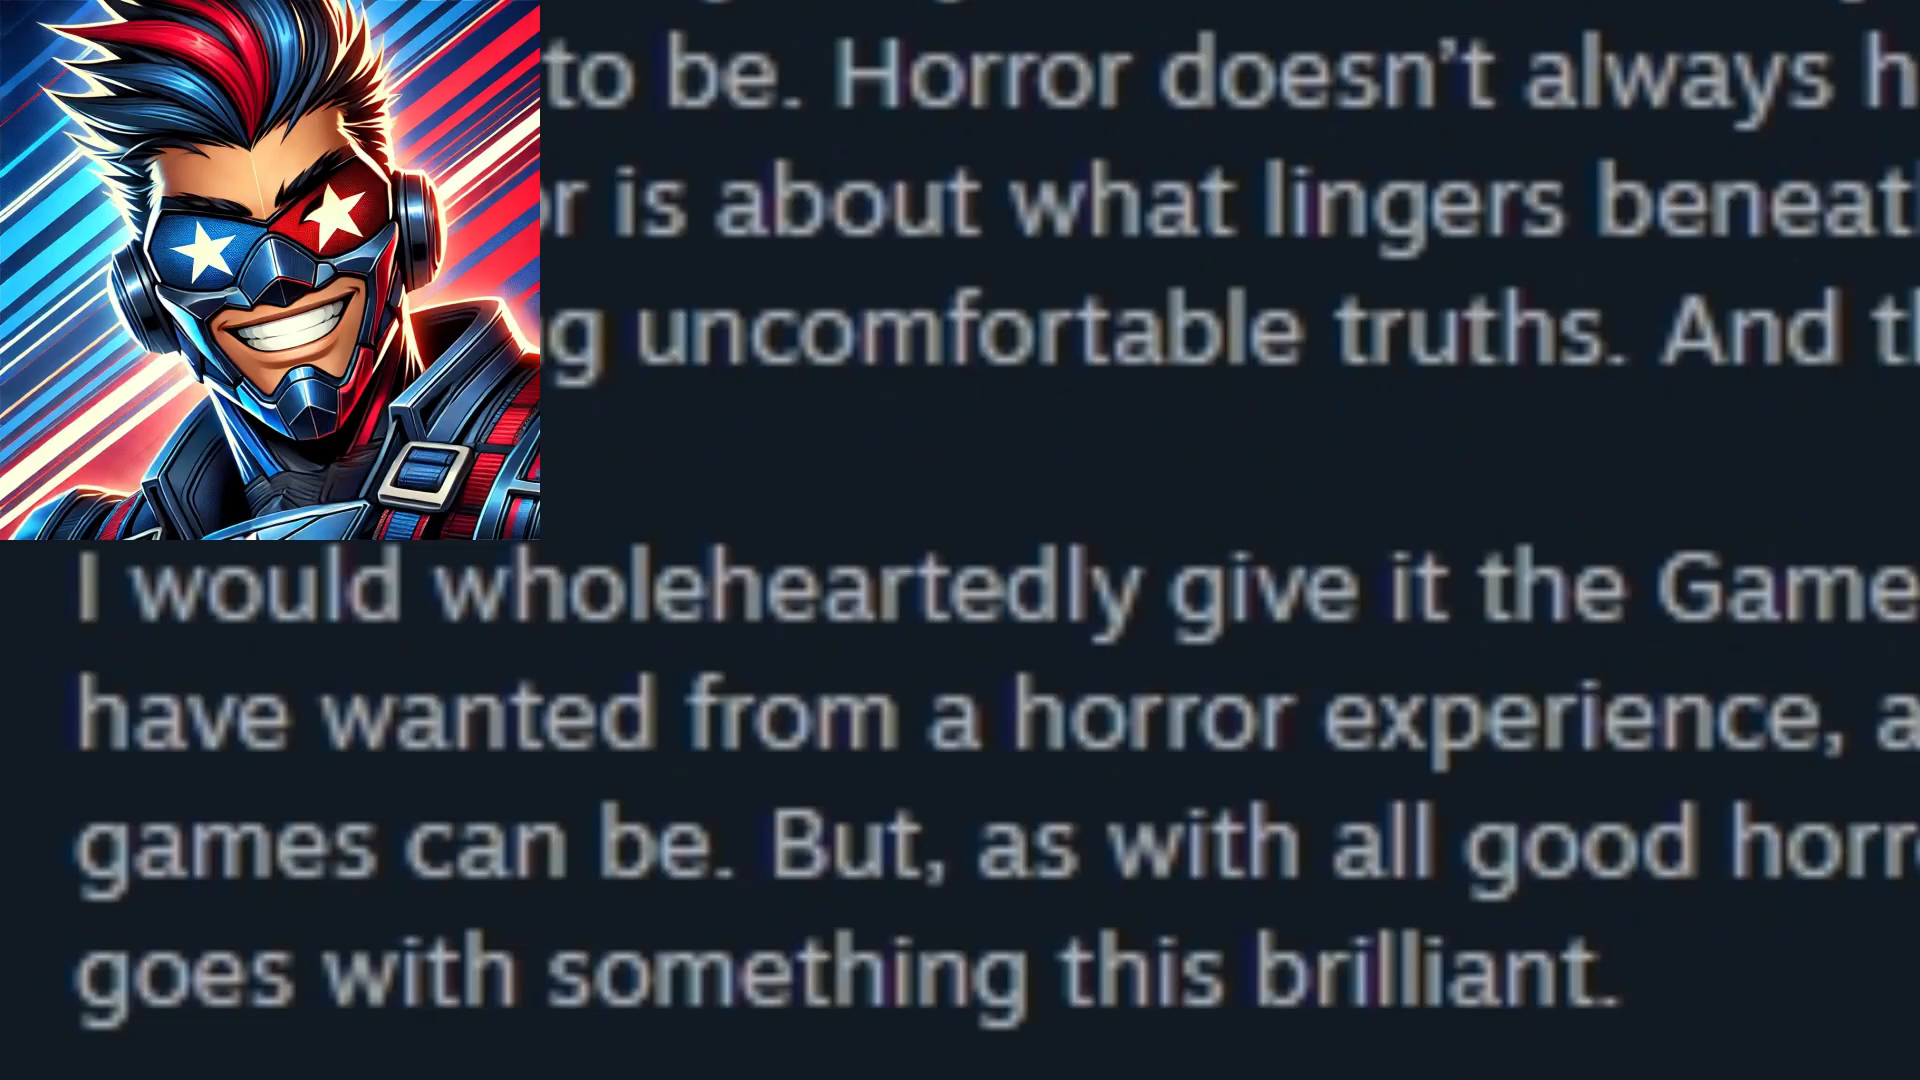 to be. Horror doesn't always
is about what lingers
uncomfortable truths. And
I would wholeheartedly give it the Game
have wanted from a horror experience,
games can be. But, as with all good
goes with something this brilliant.